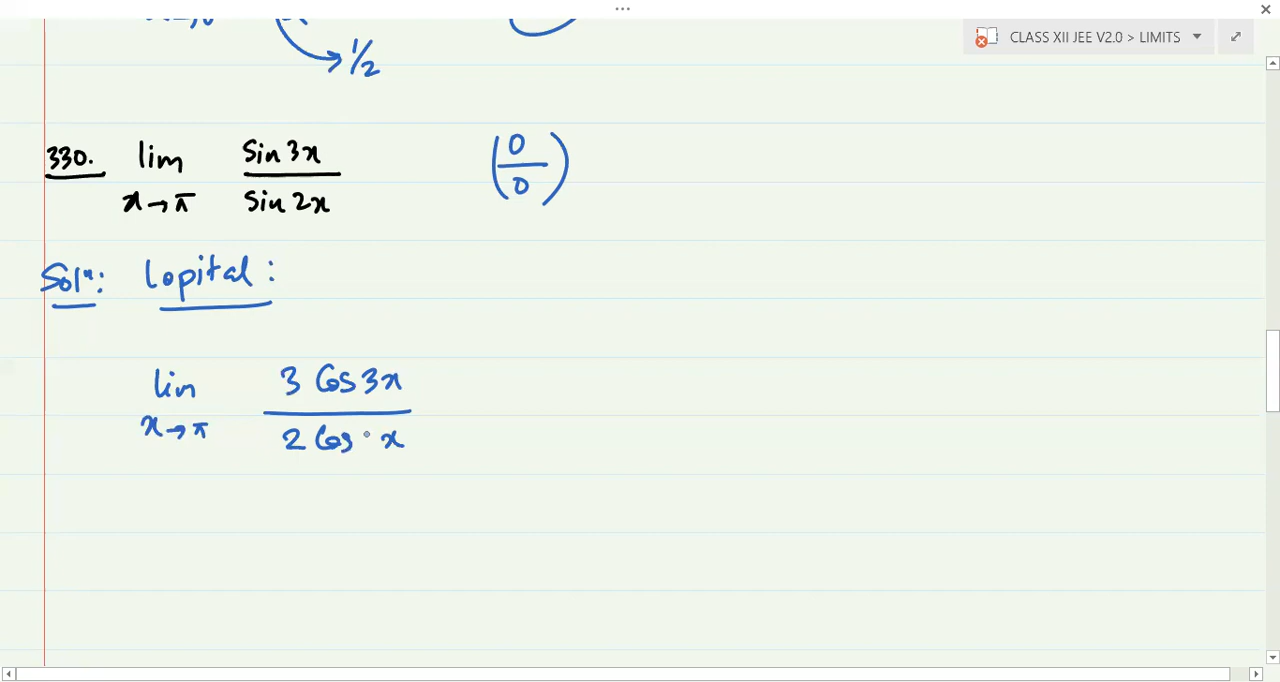 CLASS XII JEE V2.0 > LIMITS
1/2
330. lim x→π sin 3x / sin 2x (0/0)
Solⁿ: Lopital:
lim x→π 3 Cos 3x / 2 Cos x